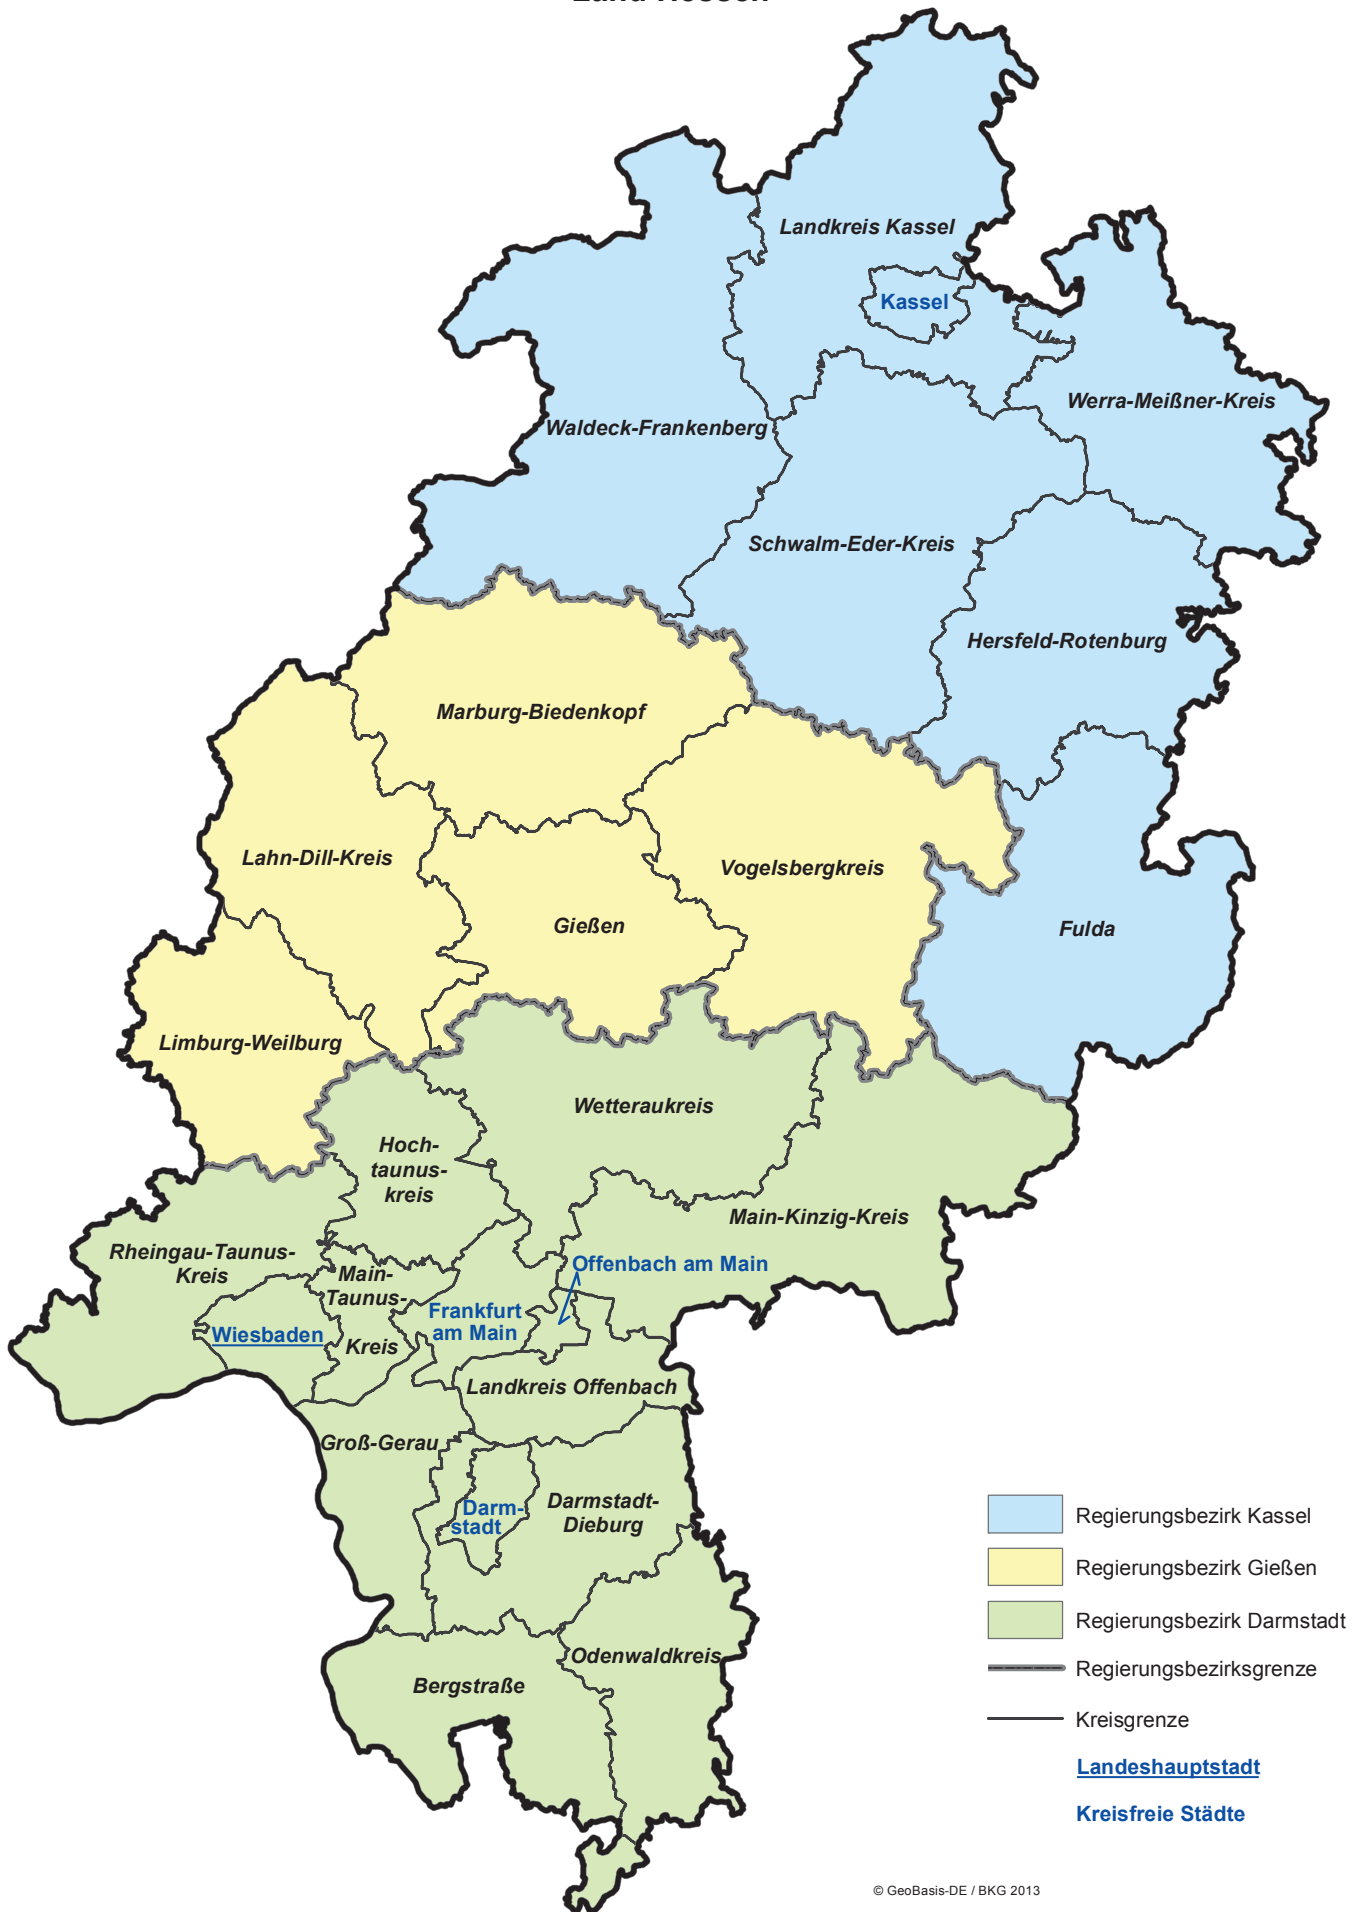 Land Hessen
Landkreis Kassel
Kassel
Werra-Meißner-Kreis
Waldeck-Frankenberg
Schwalm-Eder-Kreis
Hersfeld-Rotenburg
Marburg-Biedenkopf
Lahn-Dill-Kreis
Vogelsbergkreis
Gießen
Fulda
Limburg-Weilburg
Wetteraukreis
Hoch-
taunus-
kreis
Main-Kinzig-Kreis
Rheingau-Taunus-
Kreis
Main-
Taunus-
Kreis
Offenbach am Main
Frankfurt
am Main
Wiesbaden
Landkreis Offenbach
Groß-Gerau
Darm-
stadt
Darmstadt-
Dieburg
Odenwaldkreis
Bergstraße
Regierungsbezirk Kassel
Regierungsbezirk Gießen
Regierungsbezirk Darmstadt
Regierungsbezirksgrenze
Kreisgrenze
Landeshauptstadt
Kreisfreie Städte
© GeoBasis-DE / BKG 2013